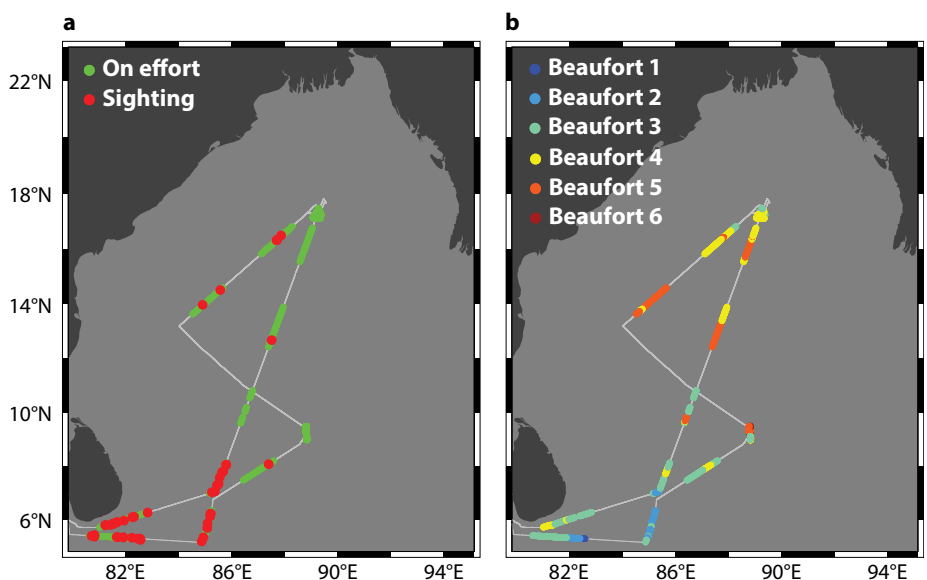 a
On effort
Sighting
22°N
18°N
14°N
10°N
6°N
82°E
86°E
90°E
94°E
b
Beaufort 1
Beaufort 2
Beaufort 3
Beaufort 4
Beaufort 5
Beaufort 6
82°E
86°E
90°E
94°E